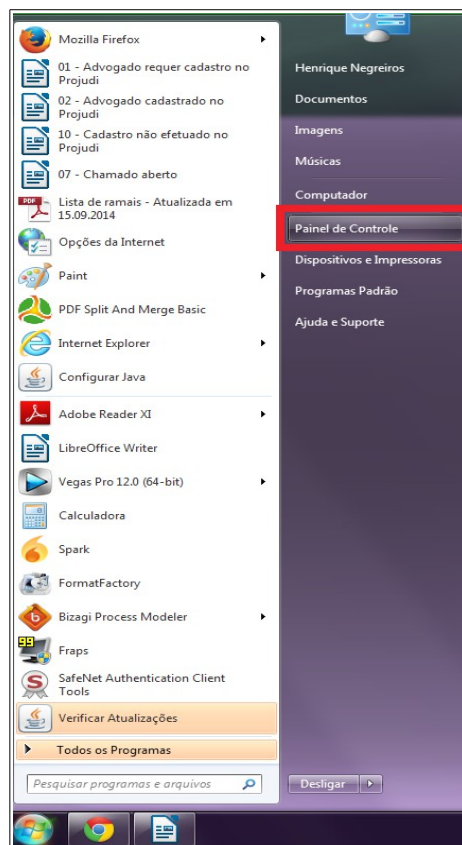 Mozilla Firefox
01 - Advogado requer cadastro no
Projudi
02 - Advogado cadastrado no
Projudi
10 - Cadastro não efetuado no
Projudi
07 - Chamado aberto
PDF
Lista de ramais - Atualizada em
15.09.2014
Opções da Internet
Paint
PDF Split And Merge Basic
Internet Explorer
Configurar Java
Adobe Reader XI
LibreOffice Writer
Vegas Pro 12.0 (64-bit)
Calculadora
Spark
FormatFactory
Bizagi Process Modeler
99
Fraps
SafeNet Authentication Client
Tools
Verificar Atualizações
Todos os Programas
Pesquisar programas e arquivos
Henrique Negreiros
Documentos
Imagens
Músicas
Computador
Painel de Controle
Dispositivos e Impressoras
Programas Padrão
Ajuda e Suporte
Desligar